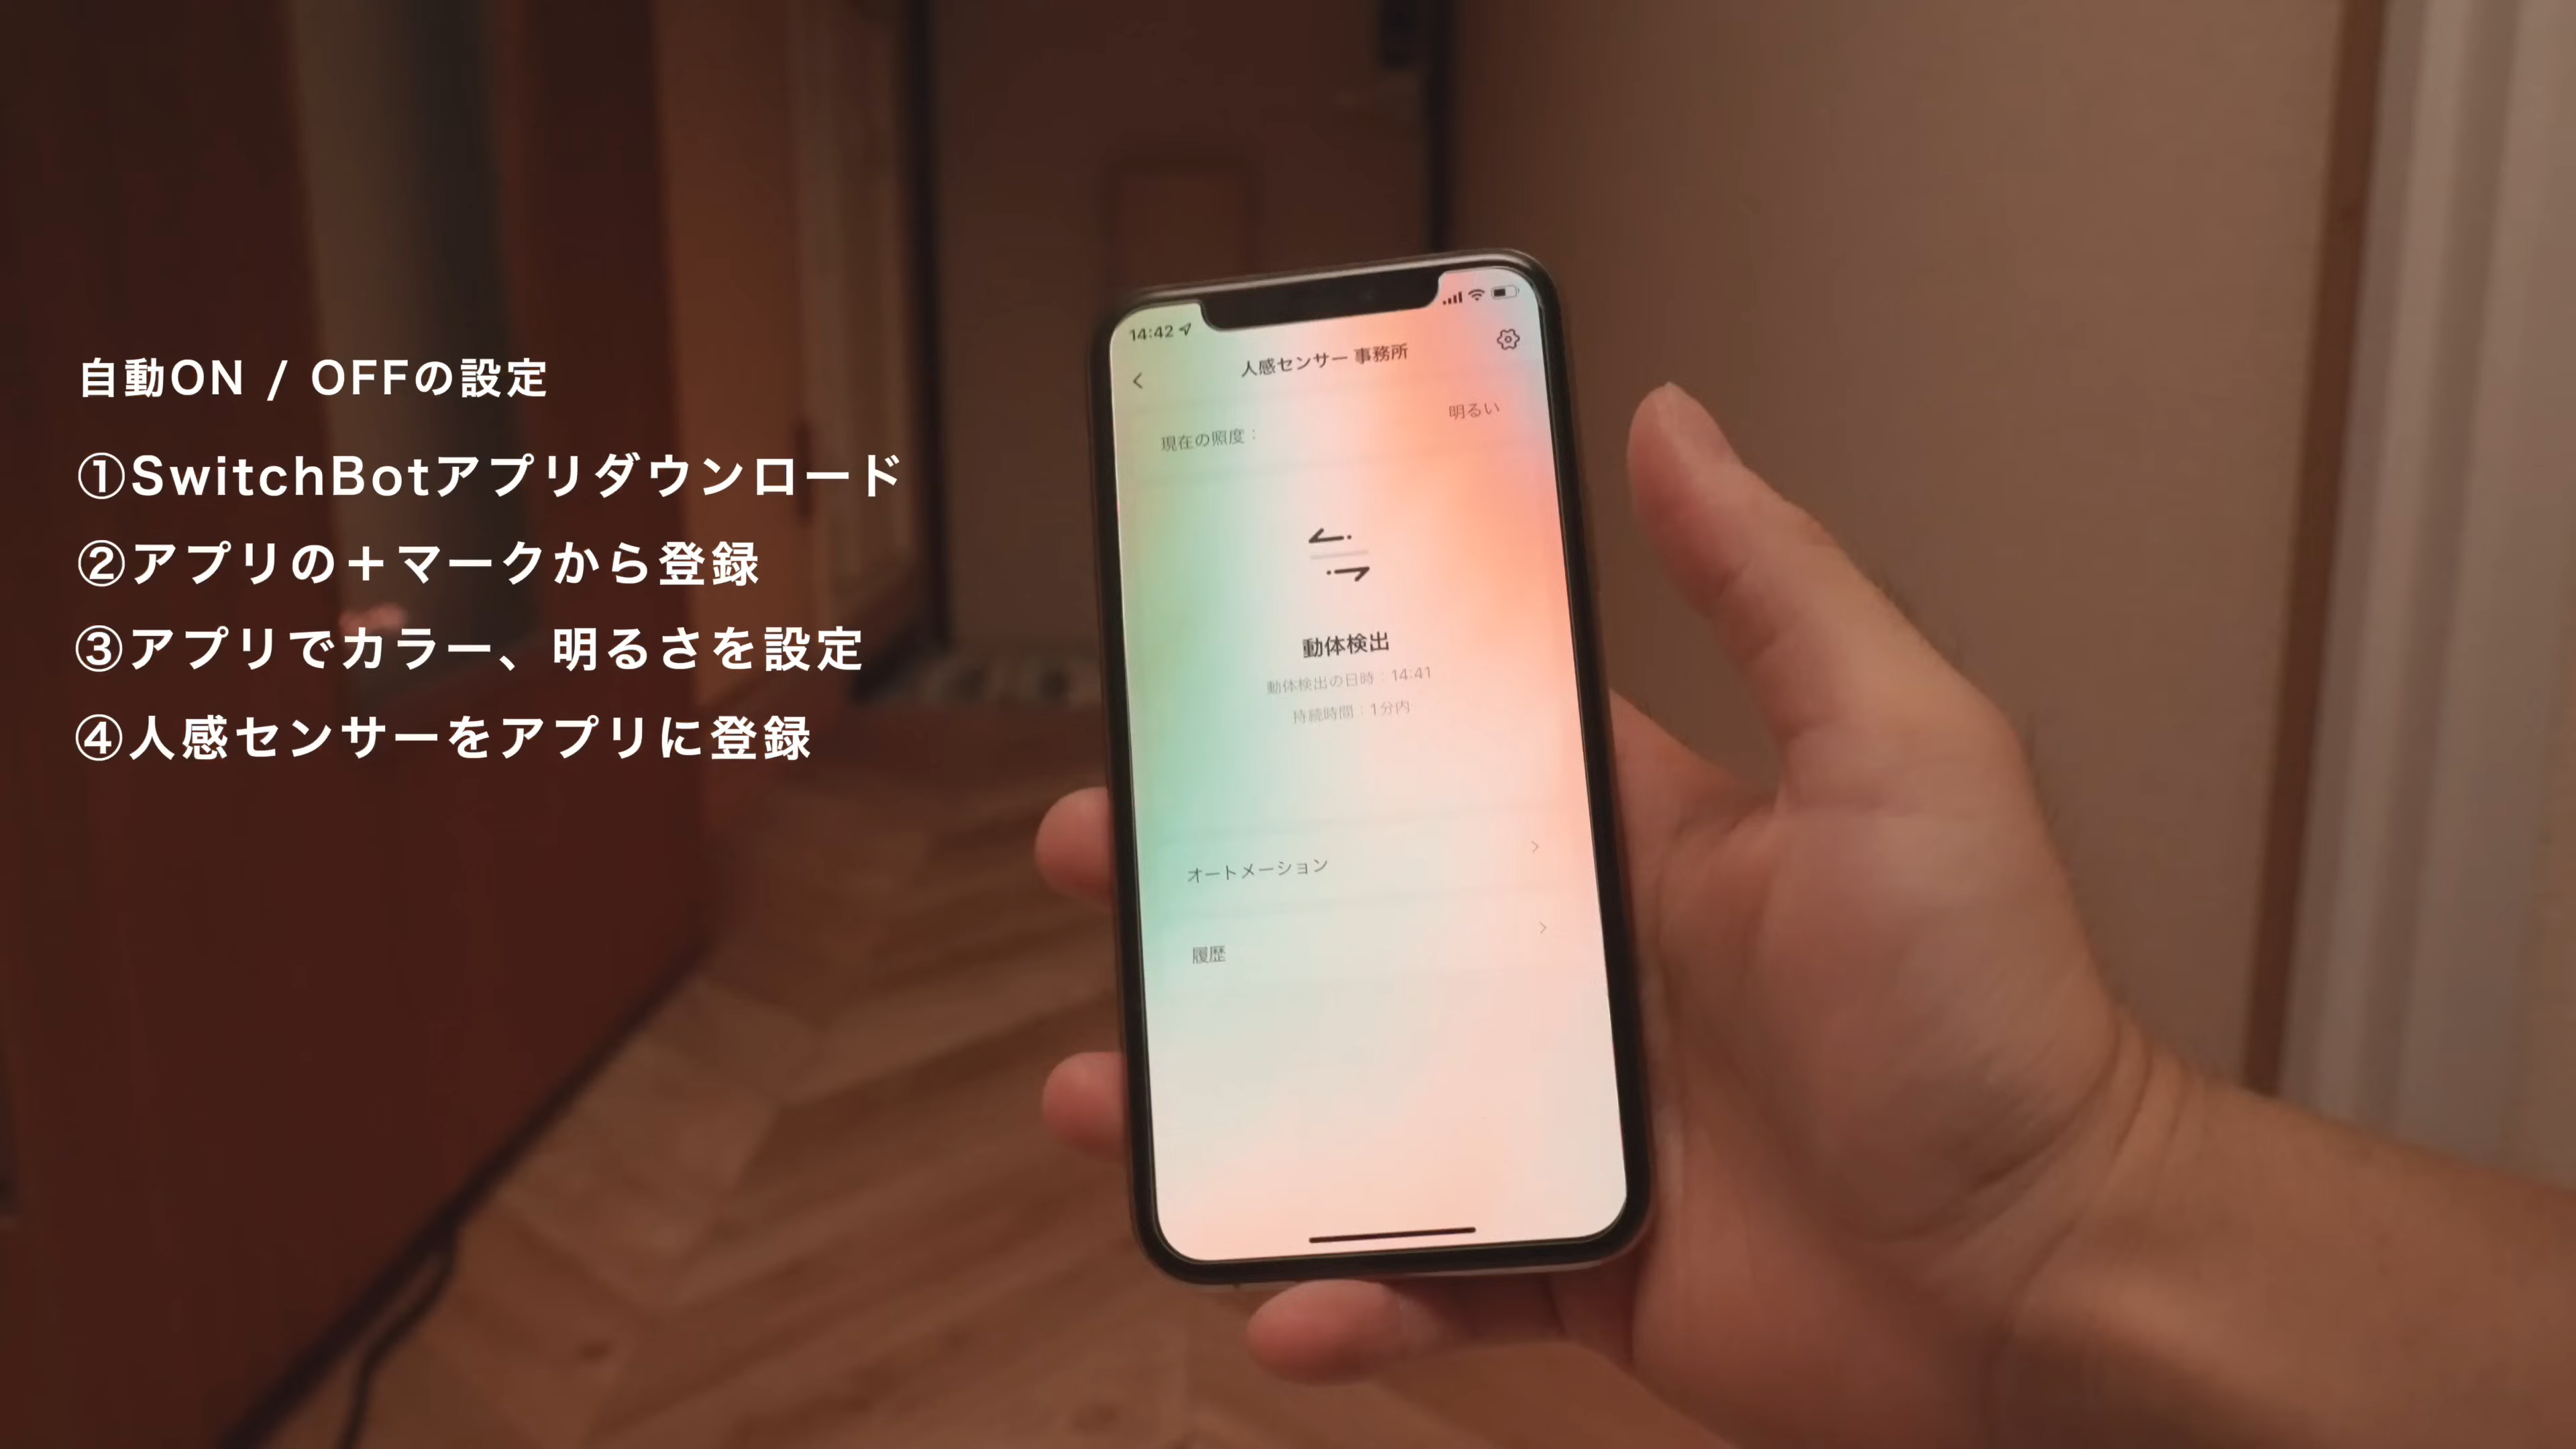 自動ON / OFFの設定
①SwitchBotアプリダウンロード
②アプリの＋マークから登録
③アプリでカラー、明るさを設定
④人感センサーをアプリに登録
14:42
人感センサー 事務所
現在の照度：
明るい
動体検出
動体検出の日時：14:41
持続時間：1分内
オートメーション
履歴